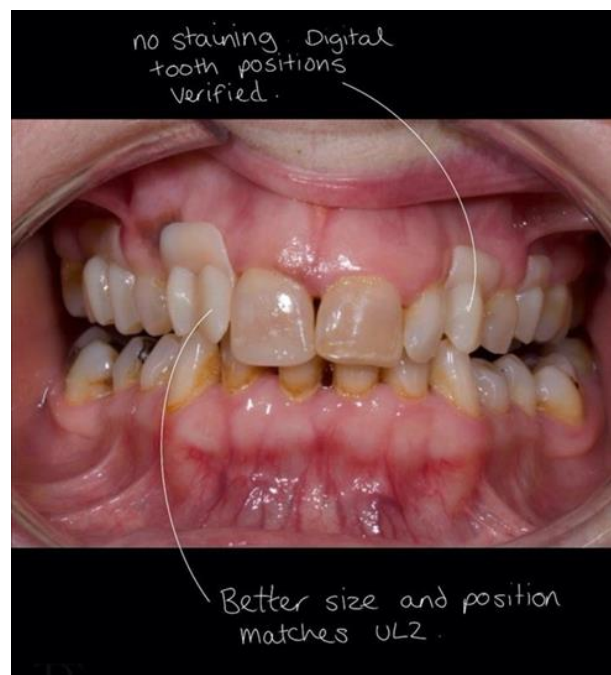 no staining Digital
tooth positions
verified.
Better size and position
matches UL2.